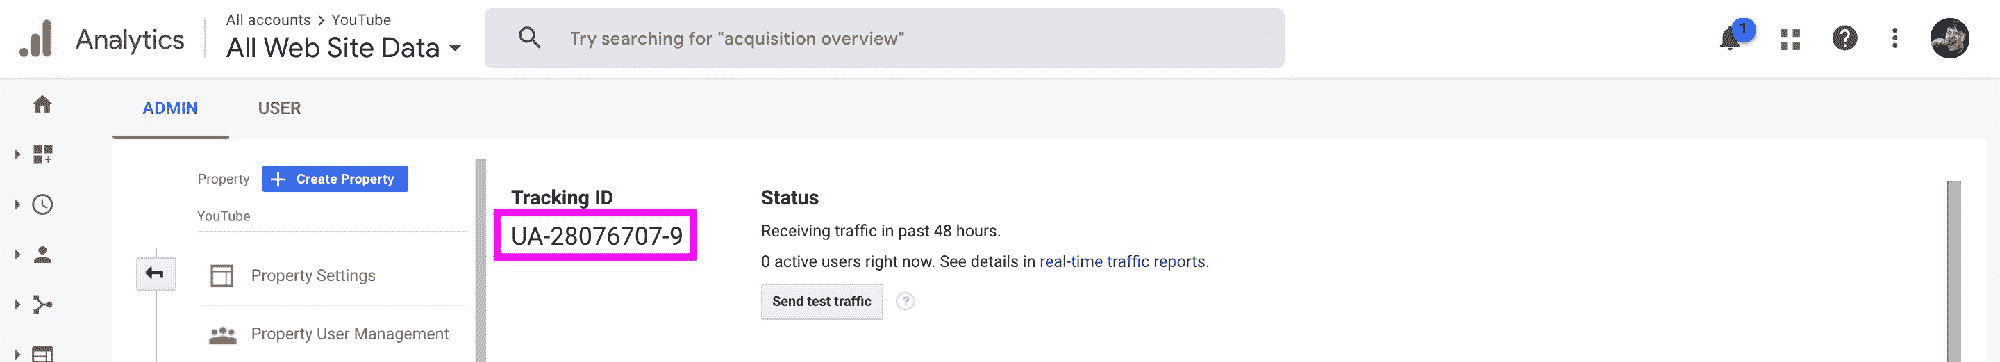 Analytics
All accounts > YouTube
All Web Site Data
Try searching for "acquisition overview"
1
ADMIN
USER
Property
+ Create Property
YouTube
Property Settings
Property User Management
Tracking ID
UA-28076707-9
Status
Receiving traffic in past 48 hours.
0 active users right now. See details in real-time traffic reports.
Send test traffic
?